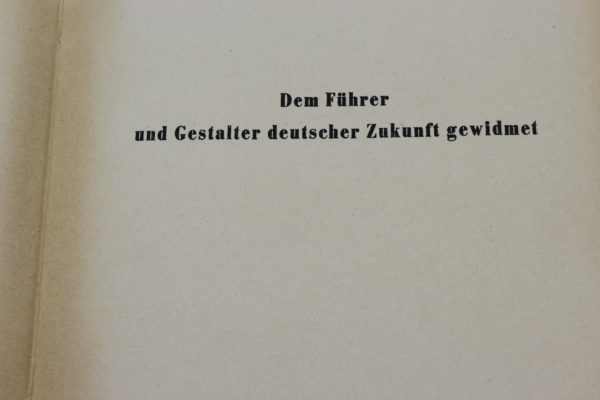 Dem Führer
und Gestalter deutscher Zukunft gewidmet